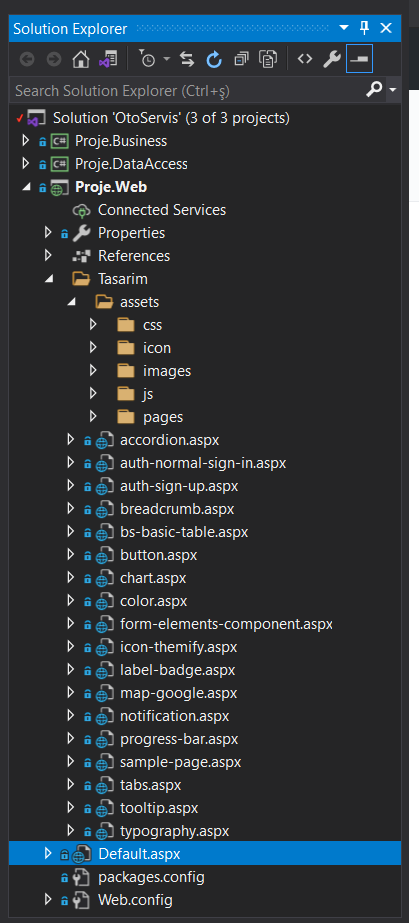 Solution Explorer
Search Solution Explorer (Ctrl+ş)
Solution 'OtoServis' (3 of 3 projects)
C# Proje.Business
C# Proje.DataAccess
Proje.Web
Connected Services
Properties
References
Tasarim
assets
css
icon
images
js
pages
accordion.aspx
auth-normal-sign-in.aspx
auth-sign-up.aspx
breadcrumb.aspx
bs-basic-table.aspx
button.aspx
chart.aspx
color.aspx
form-elements-component.aspx
icon-themify.aspx
label-badge.aspx
map-google.aspx
notification.aspx
progress-bar.aspx
sample-page.aspx
tabs.aspx
tooltip.aspx
typography.aspx
Default.aspx
packages.config
Web.config